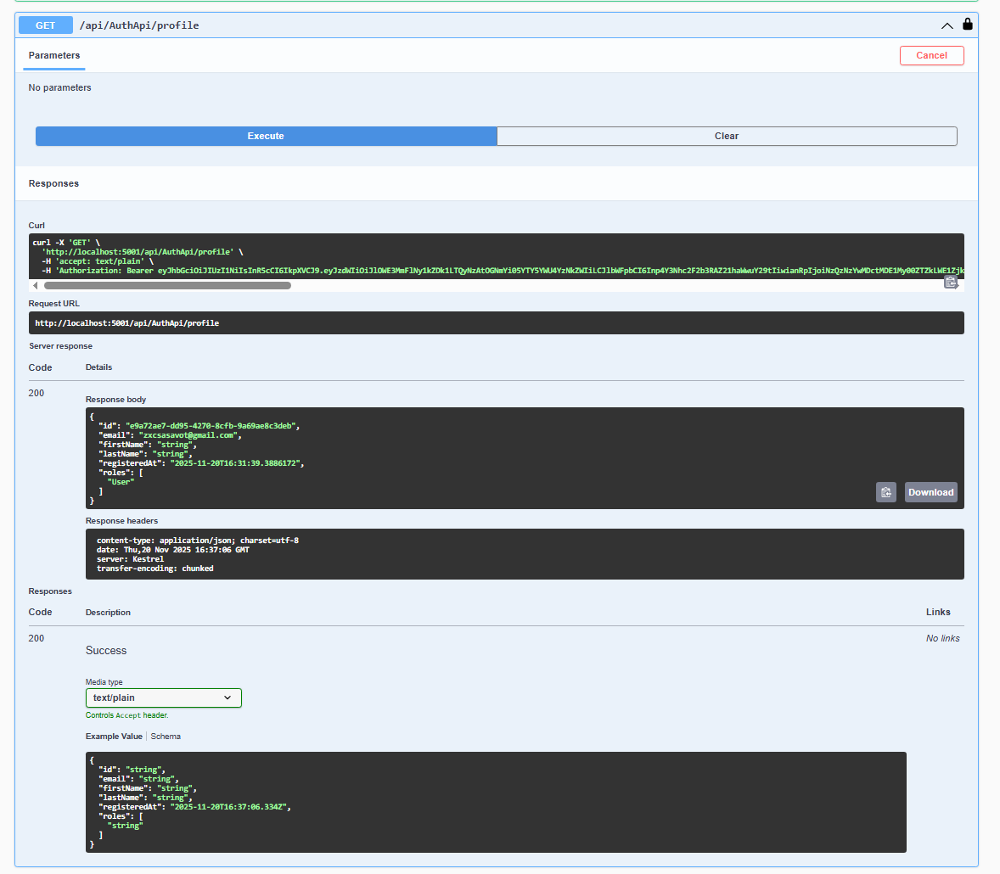 GET /api/AuthApi/profile
Parameters
Cancel
No parameters
Execute
Clear
Responses
Curl
curl -X 'GET' \
'http://localhost:5001/api/AuthApi/profile' \
-H 'accept: text/plain' \
-H 'Authorization: Bearer
Request URL
http://localhost:5001/api/AuthApi/profile
Server response
Code Details
200
Response body
{
"id": "e9a72ae7-dd95-4270-8cfb-9a69ae8c3deb",
"email": "zxcsasavot@gmail.com",
"firstName": "string",
"lastName": "string",
"registeredAt": "2025-11-20T16:31:39.3886172",
"roles": [
"User"
]
}
Download
Response headers
content-type: application/json; charset=utf-8
date: Thu,20 Nov 2025 16:37:06 GMT
server: Kestrel
transfer-encoding: chunked
Responses
Code Description Links
200
Success
No links
Media type
text/plain
Controls Accept header.
Example Value Schema
{
"id": "string",
"email": "string",
"firstName": "string",
"lastName": "string",
"registeredAt": "2025-11-20T16:37:06.334Z",
"roles": [
"string"
]
}